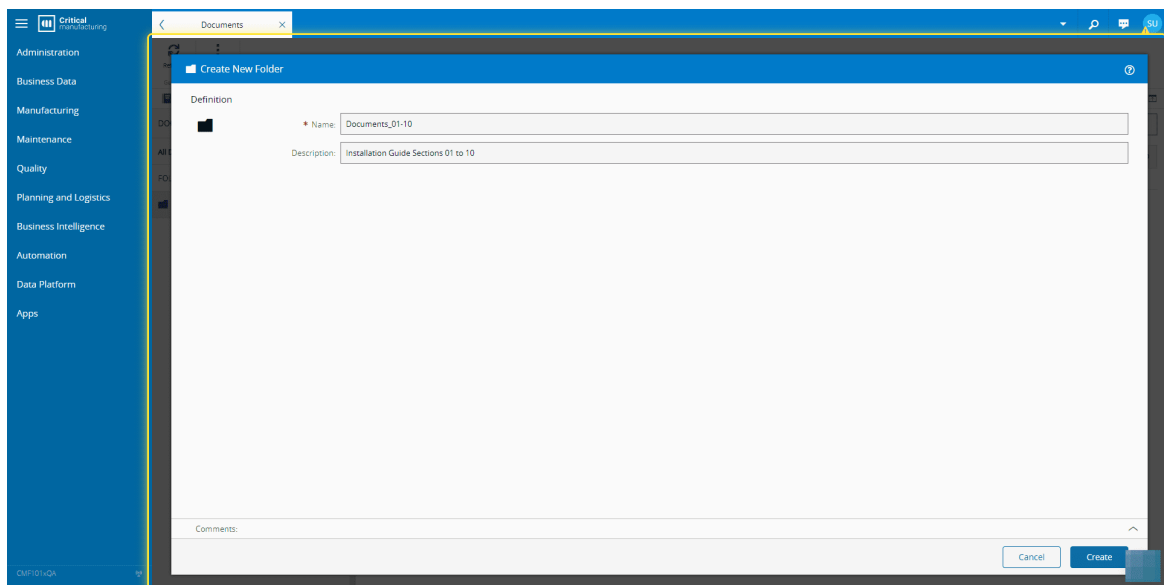 Critical
manufacturing
Documents
SU
Administration
Business Data
Manufacturing
Maintenance
Quality
Planning and Logistics
Business Intelligence
Automation
Data Platform
Apps
Create New Folder
Definition
* Name: Documents_01-10
Description: Installation Guide Sections 01 to 10
Comments:
Cancel Create